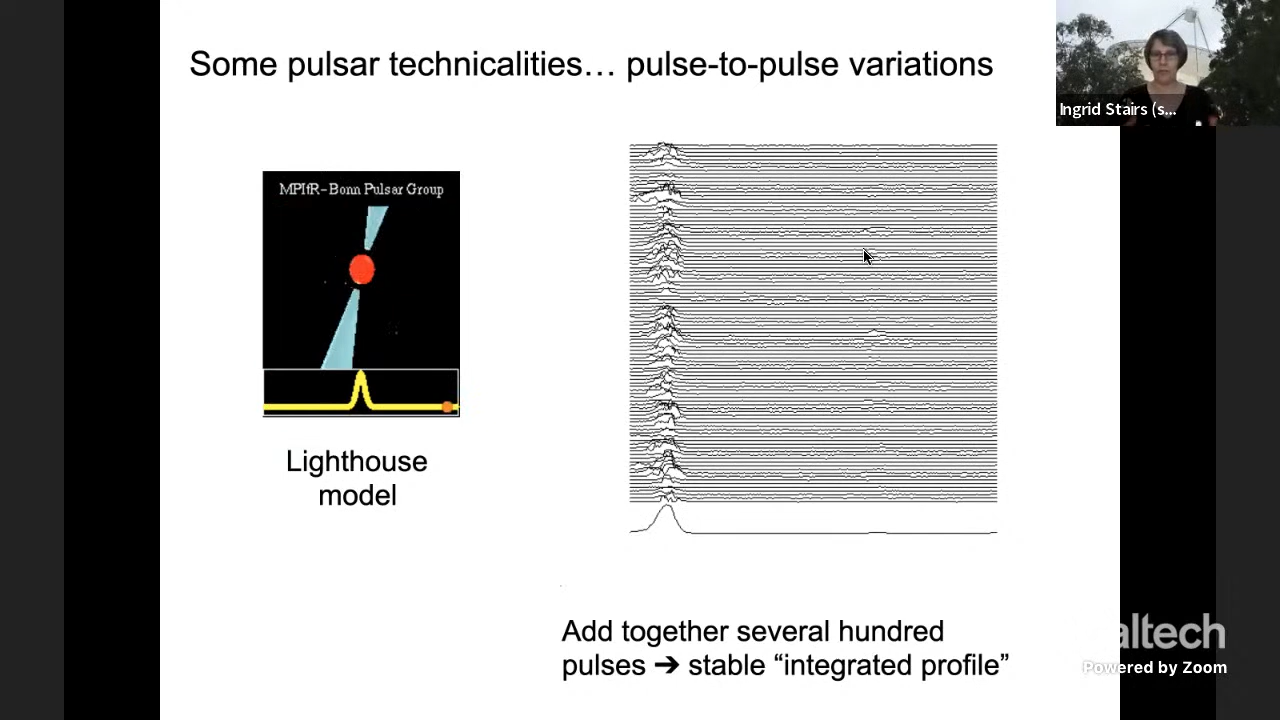 Some pulsar technicalities… pulse-to-pulse variations
Ingrid Stairs (s...
MPIfR-Bonn Pulsar Group
Lighthouse
model
Add together several hundred
pulses ➔ stable “integrated profile”
altech
Powered by Zoom